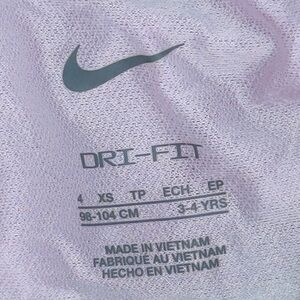 DRI-FIT
4 XS TP ECH EP
98-104 CM 3-4 YRS
MADE IN VIETNAM
FABRIQUÉ AU VIETNAM
HECHO EN VIETNAM